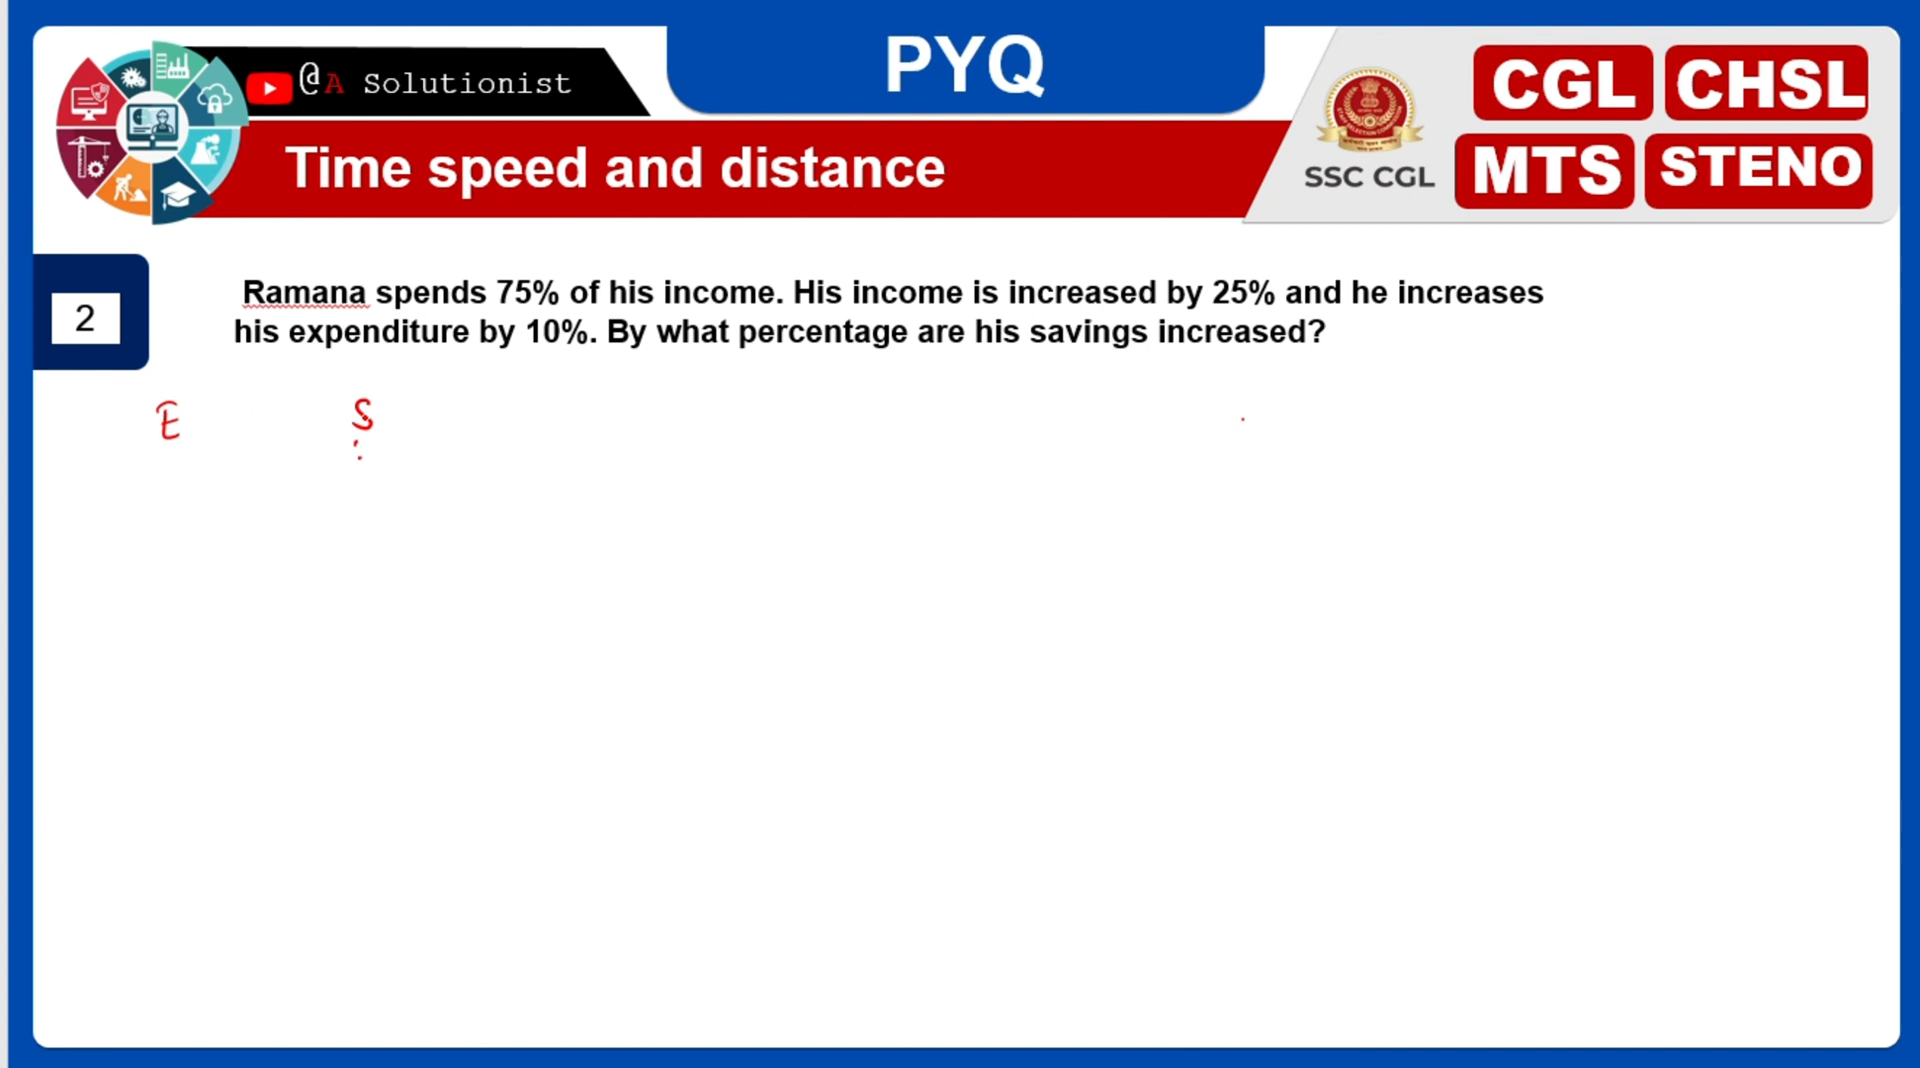 PYQ
@A Solutionist
CGL CHSL
MTS STENO
SSC CGL
Time speed and distance
2
Ramana spends 75% of his income. His income is increased by 25% and he increases
his expenditure by 10%. By what percentage are his savings increased?
E S